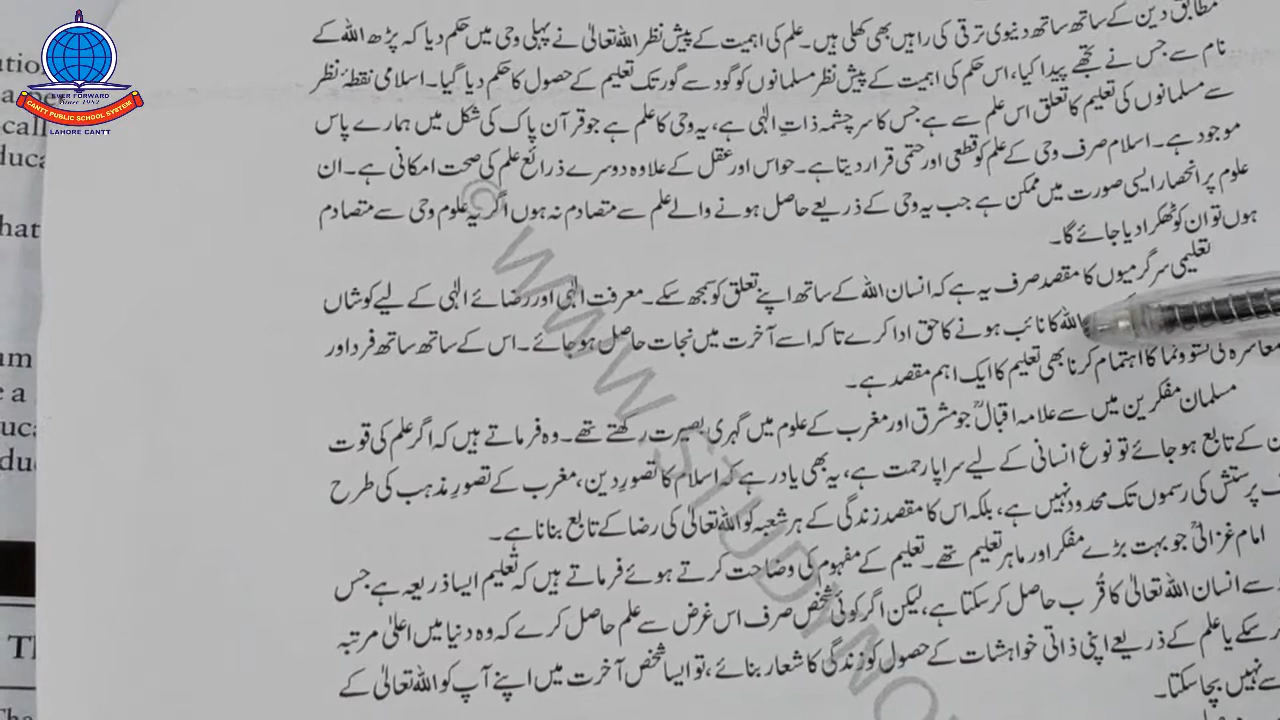 EVER FORWARD
Since 1982
CANTT PUBLIC SCHOOL SYSTEM
LAHORE CANTT
مطابق دین کے ساتھ ساتھ دنیوی ترقی کی راہیں بھی کھلی ہیں۔ علم کی اہمیت کے پیش نظر اللہ تعالیٰ نے پہلی وحی میں حکم دیا کہ پڑھ اللہ کے
نام سے جس نے تجھے پیدا کیا، اس حکم کی اہمیت کے پیش نظر مسلمانوں کو گود سے گور تک تعلیم کے حصول کا حکم دیا گیا۔ اسلامی نقطۂ نظر
سے مسلمانوں کی تعلیم کا تعلق اس علم سے ہے جس کا سرچشمہ ذاتِ الٰہی ہے، یہ وحی کا علم ہے جو قرآن پاک کی شکل میں ہمارے پاس
موجود ہے۔ اسلام صرف وحی کے علم کو قطعی اور حتمی قرار دیتا ہے۔ حواس اور عقل کے علاوہ دوسرے ذرائع علم کی صحت امکانی ہے۔ ان
علوم پر انحصار ایسی صورت میں ممکن ہے جب یہ وحی کے ذریعے حاصل ہونے والے علم سے متصادم نہ ہوں اگر یہ علوم وحی سے متصادم
ہوں تو ان کو ٹھکرا دیا جائے گا۔
تعلیمی سرگرمیوں کا مقصد صرف یہ ہے کہ انسان اللہ کے ساتھ اپنے تعلق کو سمجھ سکے۔ معرفت الٰہی اور رضائے الٰہی کے لیے کوشاں
اللہ کا نائب ہونے کا حق ادا کرے تا کہ اسے آخرت میں نجات حاصل ہو جائے۔ اس کے ساتھ ساتھ فرد اور
معاشرہ کی نشوونما کا اہتمام کرنا بھی تعلیم کا ایک اہم مقصد ہے۔
مسلمان مفکرین میں سے علامہ اقبالؒ جو مشرق اور مغرب کے علوم میں گہری بصیرت رکھتے تھے۔ وہ فرماتے ہیں کہ اگر علم کی قوت
کے تابع ہو جائے تو نوع انسانی کے لیے سراپا رحمت ہے، یہ بھی یاد رہے کہ اسلام کا تصورِ دین، مغرب کے تصورِ مذہب کی طرح
پرستش کی رسموں تک محدود نہیں ہے، بلکہ اس کا مقصد زندگی کے ہر شعبہ کو اللہ تعالیٰ کی رضا کے تابع بنانا ہے۔
امام غزالیؒ جو بہت بڑے مفکر اور ماہر تعلیم تھے۔ تعلیم کے مفہوم کی وضاحت کرتے ہوئے فرماتے ہیں کہ تعلیم ایسا ذریعہ ہے جس
سے انسان اللہ تعالیٰ کا قُرب حاصل کر سکتا ہے، لیکن اگر کوئی شخص صرف اس غرض سے علم حاصل کرے کہ وہ دنیا میں اعلیٰ مرتبہ
سکے یا علم کے ذریعے اپنی ذاتی خواہشات کے حصول کو زندگی کا شعار بنائے، تو ایسا شخص آخرت میں اپنے آپ کو اللہ تعالیٰ کے
سے نہیں بچا سکتا۔